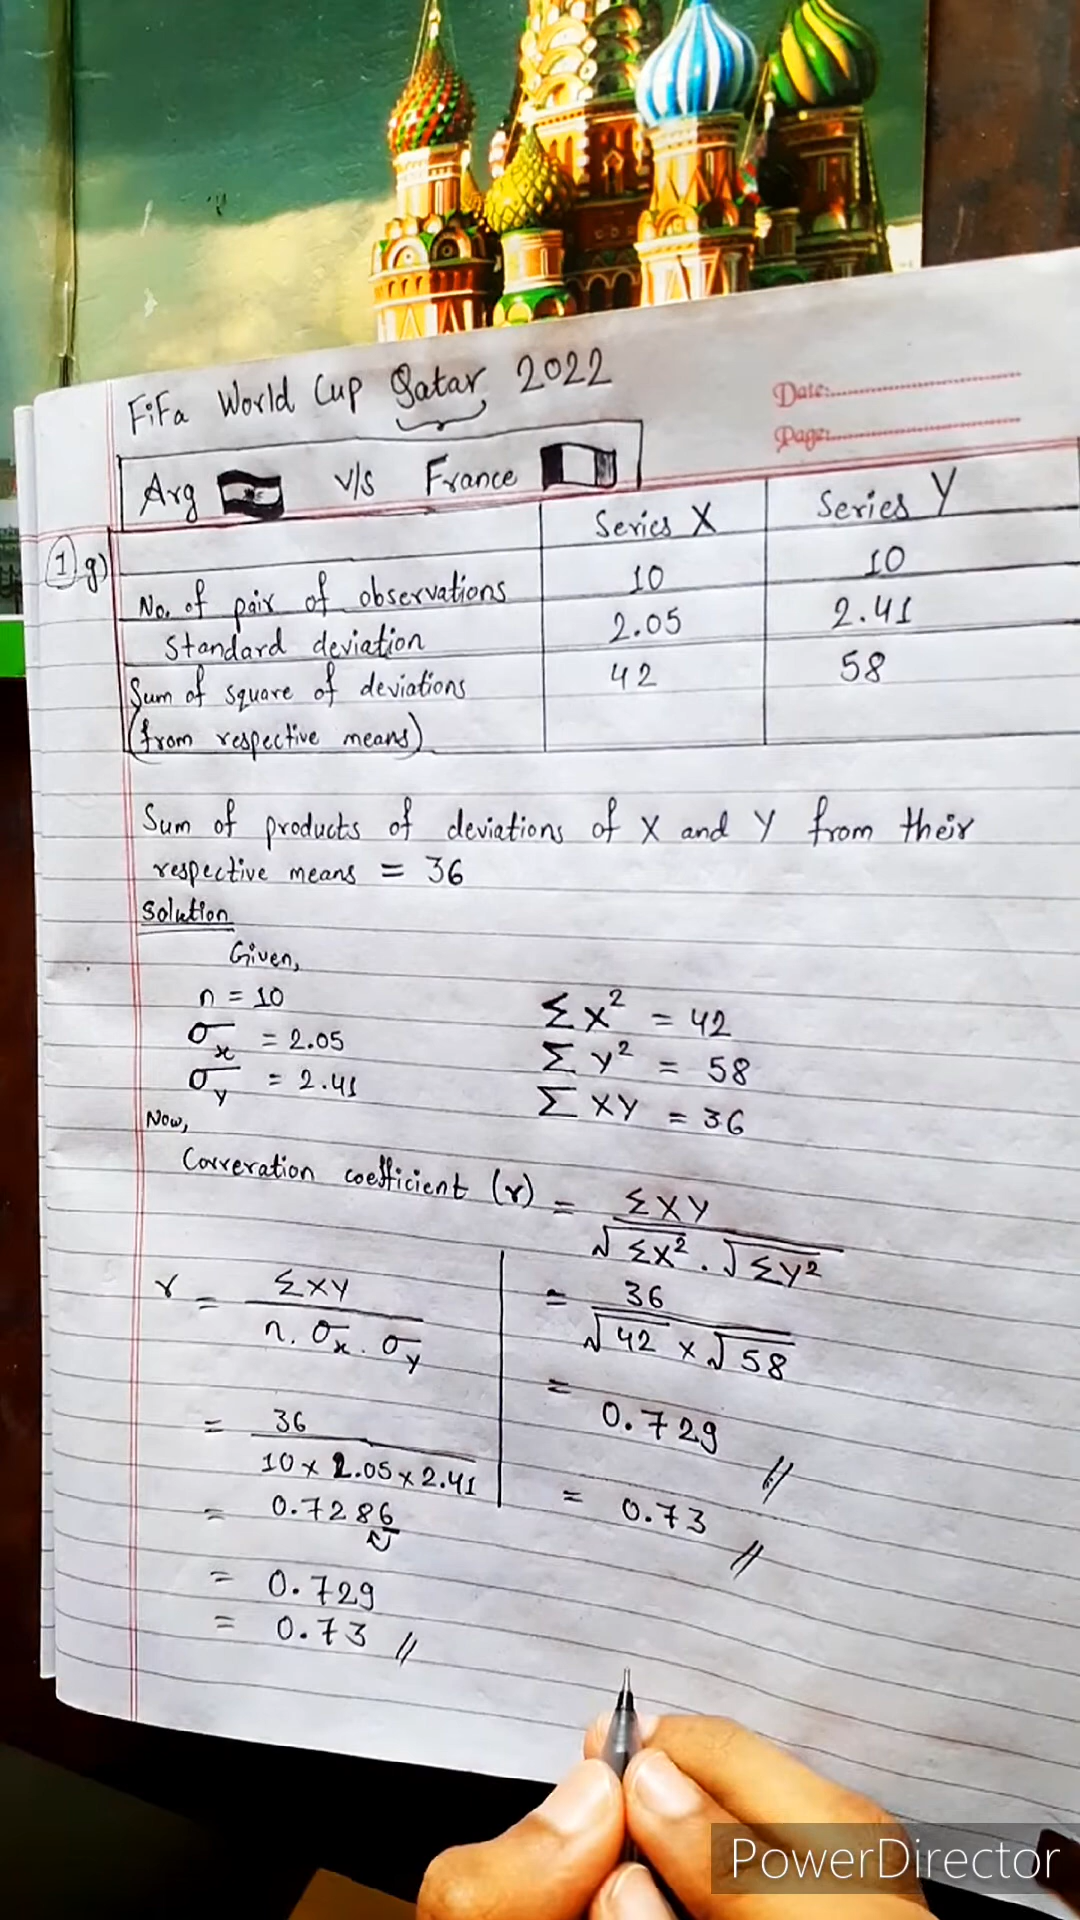 FiFa World Cup Qatar, 2022
Date:
Page:
Arg v/s France
Series X Series Y
1 g) No. of pair of observations 10 10
Standard deviation 2.05 2.41
Sum of square of deviations 42 58
(from respective means)
Sum of products of deviations of X and Y from their
respective means = 36
Solution
Given,
n = 10
σx = 2.05
σy = 2.41
Σx² = 42
Σy² = 58
Σxy = 36
Now,
Correration coefficient (r) = ΣXY / √ΣX² . √ΣY²
= 36 / √42 × √58
= 0.729 //
= 0.73 //
r = ΣXY / n. σx . σy
= 36 / 10 × 2.05 × 2.41
= 0.7286
= 0.729
= 0.73 //
PowerDirector